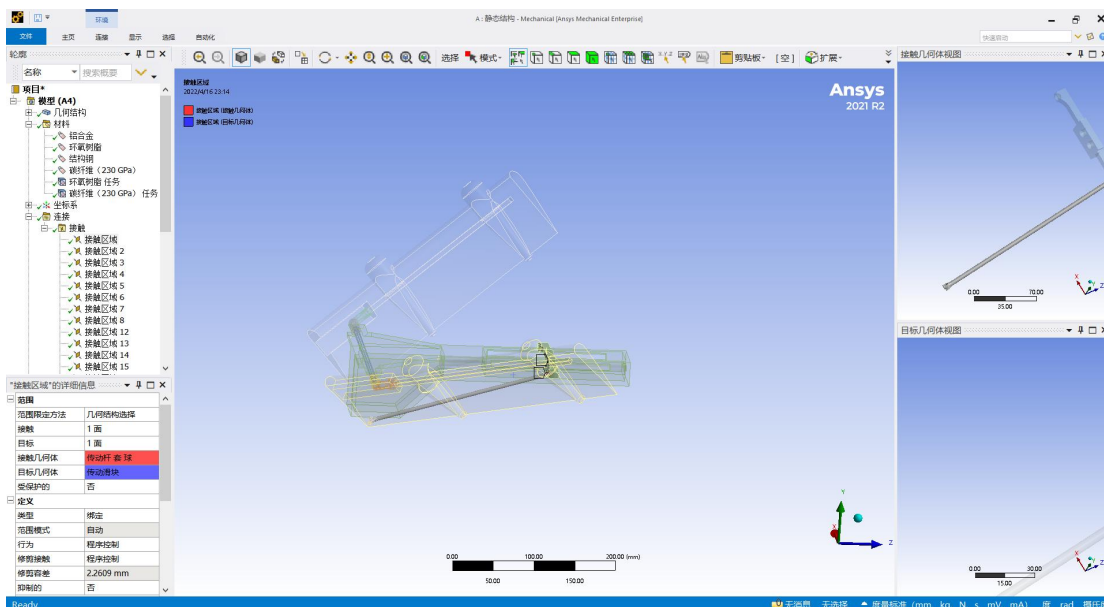 环境
A : 静态结构 - Mechanical [Ansys Mechanical Enterprise]
文件 主页 连接 显示 选择 自动化
快速启动
轮廓
名称 搜索概要
选择 模式 剪贴板 [空] 扩展
项目*
模型 (A4)
几何结构
材料
铝合金
环氧树脂
结构钢
碳纤维（230 GPa）
环氧树脂 任务
碳纤维（230 GPa）任务
坐标系
连接
接触
接触区域
接触区域 2
接触区域 3
接触区域 4
接触区域 5
接触区域 6
接触区域 7
接触区域 8
接触区域 12
接触区域 13
接触区域 14
接触区域 15
"接触区域"的详细信息
范围
范围限定方法 几何结构选择
接触 1 面
目标 1 面
接触几何体 传动杆 套 球
目标几何体 传动滑块
受保护的 否
定义
类型 绑定
范围模式 自动
行为 程序控制
修剪接触 程序控制
修剪容差 2.2609 mm
抑制的 否
接触区域
2022/4/16 23:14
接触区域 (接触几何体)
接触区域 (目标几何体)
Ansys
2021 R2
Y
X
Z
0.00 100.00 200.00 (mm)
50.00 150.00
接触几何体视图
0.00 70.00
35.00
X
Y
Z
目标几何体视图
0.00 30.00
15.00
X
Y
Z
Ready 无消息 无选择 度量标准（mm, kg, N, s, mV, mA） 度 rad